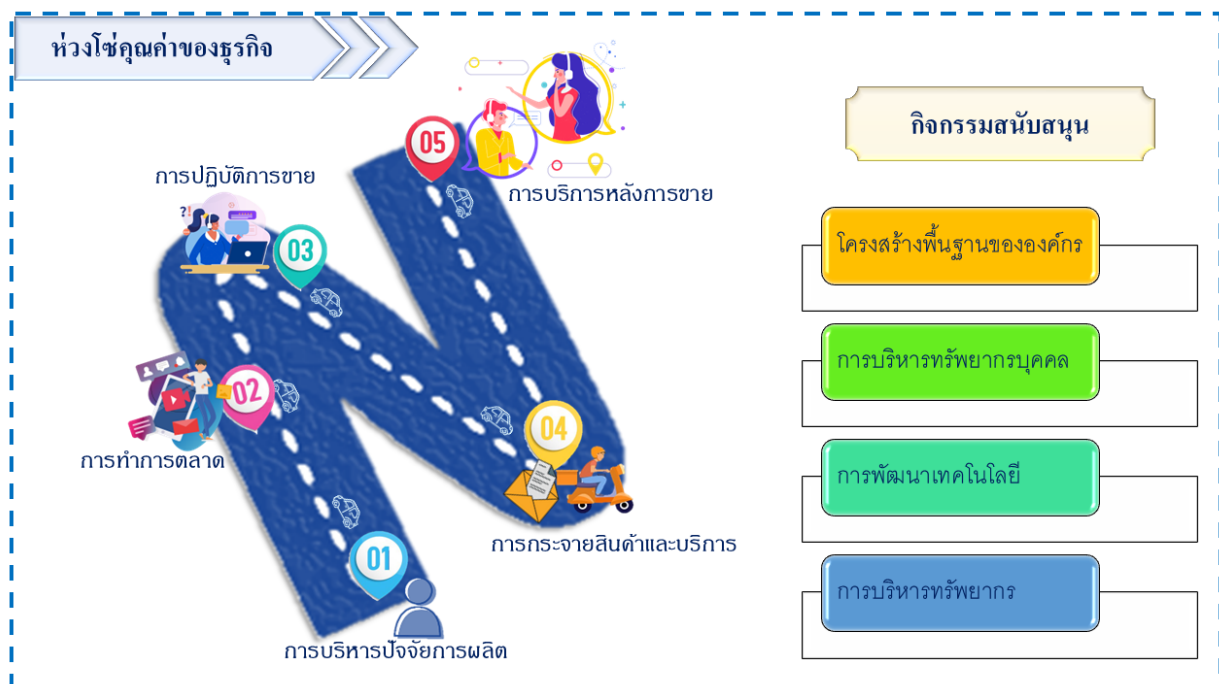 ห่วงโซ่คุณค่าของธุรกิจ
05
การบริการหลังการขาย
การปฏิบัติการขาย
?!
03
02
การทำการตลาด
04
การกระจายสินค้าและบริการ
01
การบริหารปัจจัยการผลิต
กิจกรรมสนับสนุน
โครงสร้างพื้นฐานขององค์กร
การบริหารทรัพยากรบุคคล
การพัฒนาเทคโนโลยี
การบริหารทรัพยากร